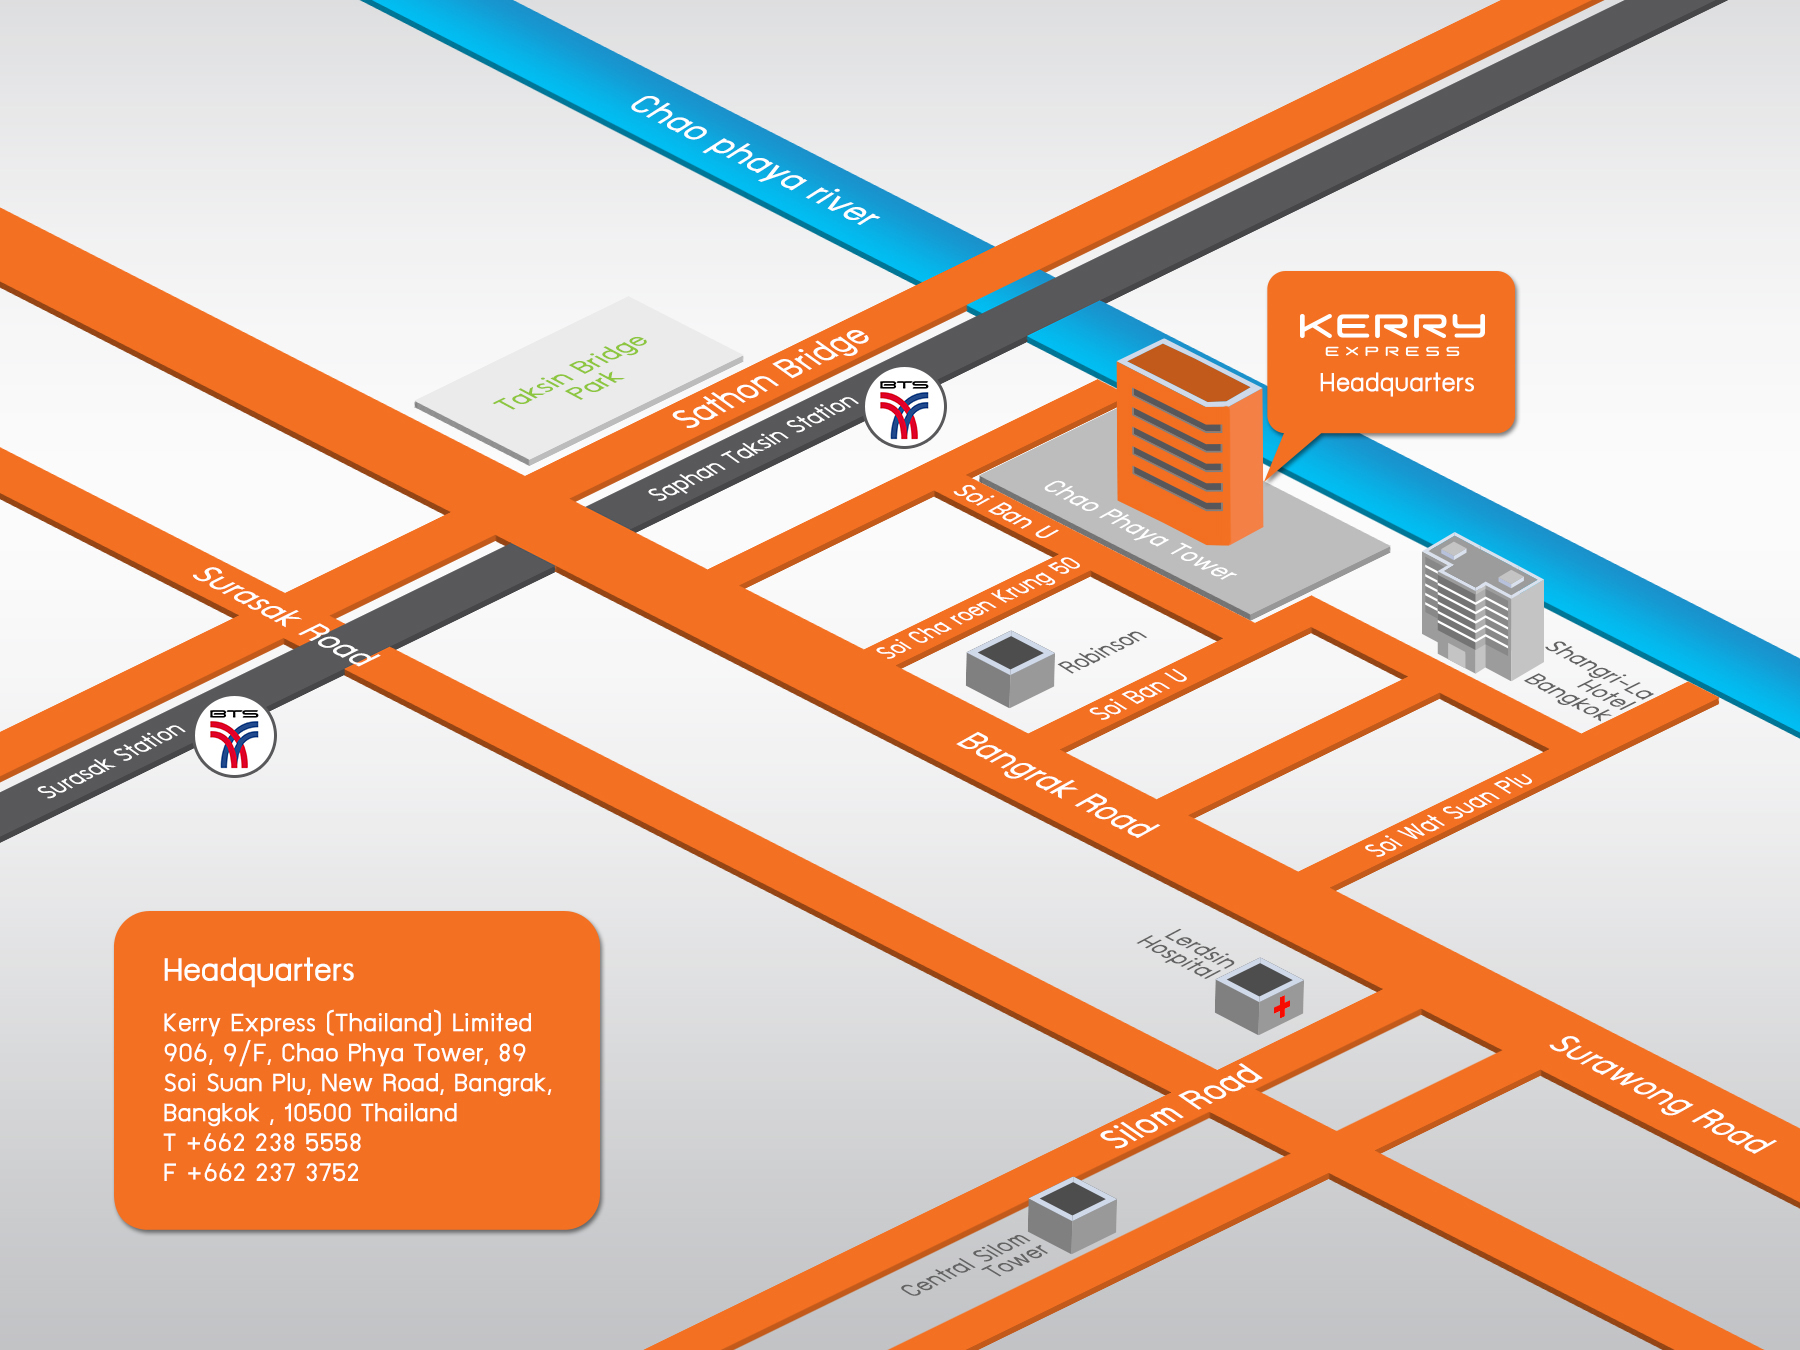 Chao phaya river
KERRY
EXPRESS
Headquarters
Taksin Bridge
Park
Sathon Bridge
Saphan Taksin Station
BTS
Soi Ban U
Chao Phaya Tower
Soi Cha roen Krung 50
Surasak Road
Robinson
Soi Ban U
Shangri-La
Hotel
Bangkok
Surasak Station
BTS
Bangrak Road
Soi Wat Suan Plu
Lerdsin
Hospital
Headquarters
Kerry Express (Thailand) Limited
906, 9/F, Chao Phya Tower, 89
Soi Suan Plu, New Road, Bangrak,
Bangkok , 10500 Thailand
T +662 238 5558
F +662 237 3752
Silom Road
Surawong Road
Central Silom
Tower